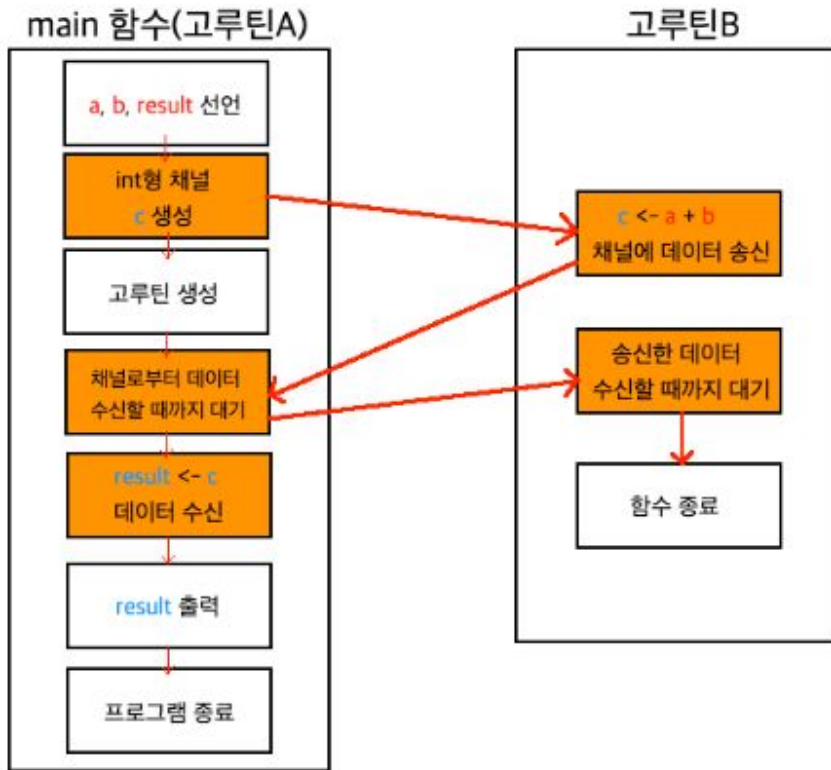 main 함수(고루틴A)
a, b, result 선언
int형 채널
c 생성
고루틴 생성
채널로부터 데이터
수신할 때까지 대기
result <- c
데이터 수신
result 출력
프로그램 종료
고루틴B
c <- a + b
채널에 데이터 송신
송신한 데이터
수신할 때까지 대기
함수 종료